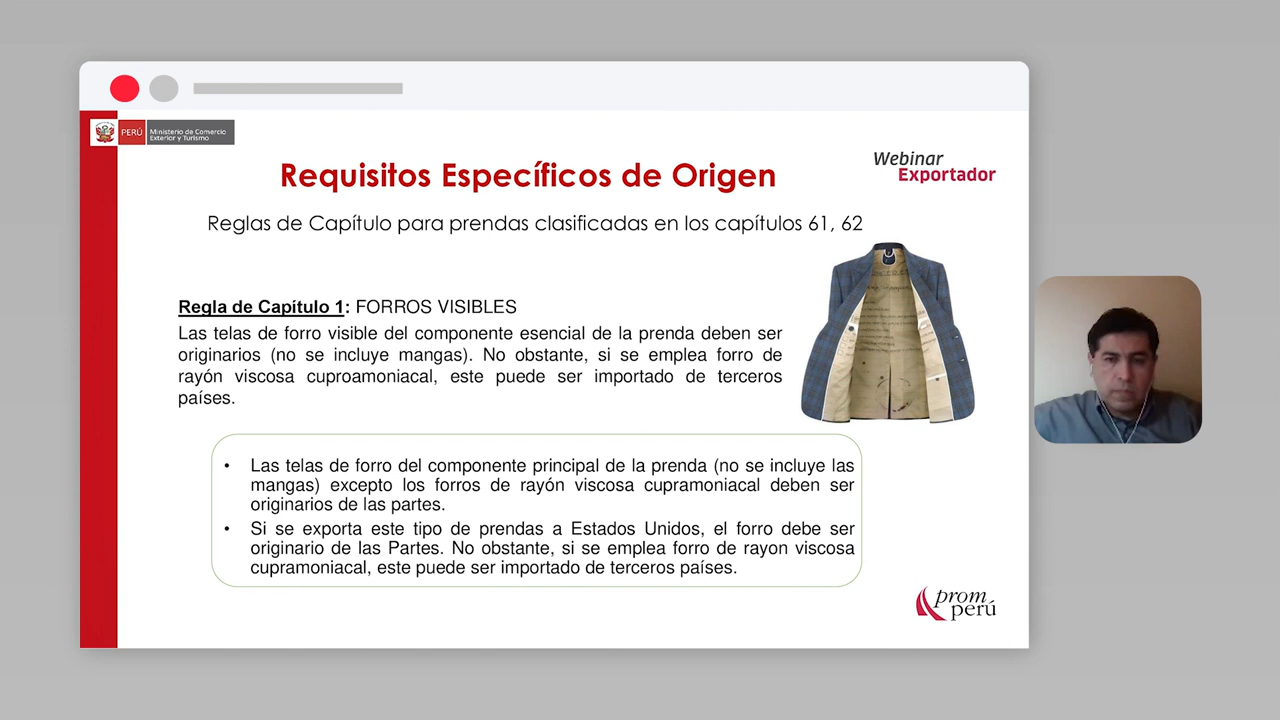 PERÚ
Ministerio de Comercio
Exterior y Turismo
Webinar
Exportador
Requisitos Específicos de Origen
Reglas de Capítulo para prendas clasificadas en los capítulos 61, 62
Regla de Capítulo 1: FORROS VISIBLES
Las telas de forro visible del componente esencial de la prenda deben ser
originarios (no se incluye mangas). No obstante, si se emplea forro de
rayón viscosa cuproamoniacal, este puede ser importado de terceros
países.
• Las telas de forro del componente principal de la prenda (no se incluye las
mangas) excepto los forros de rayón viscosa cupramoniacal deben ser
originarios de las partes.
• Si se exporta este tipo de prendas a Estados Unidos, el forro debe ser
originario de las Partes. No obstante, si se emplea forro de rayon viscosa
cupramoniacal, este puede ser importado de terceros países.
prom
perú